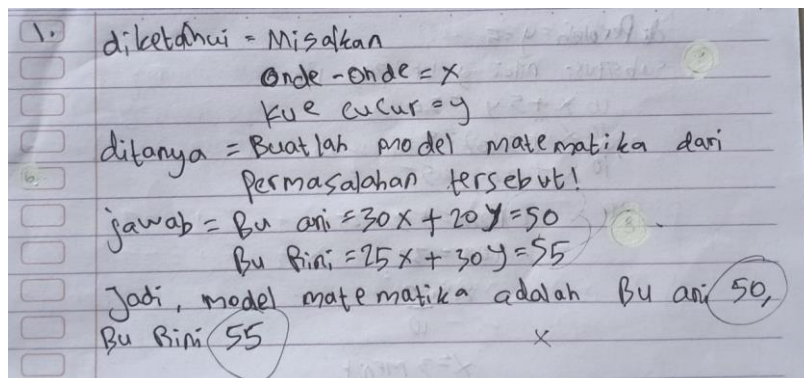 1. diketahui = Misalkan
onde-onde = x
kue cucur = y
ditanya = Buatlah model matematika dari
Permasalahan tersebut!
jawab = Bu ani = 30x + 20y = 50
Bu Rini = 25x + 30y = 55
Jadi, model matematika adalah Bu ani 50,
Bu Rini 55
x